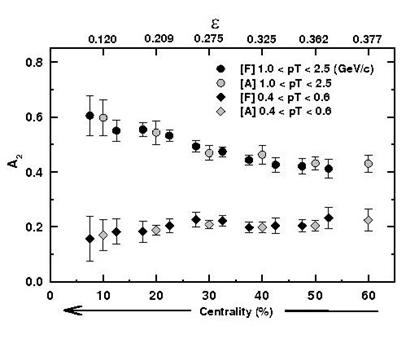 ε
0.120 0.209 0.275 0.325 0.362 0.377
0.8
[F] 1.0 < pT < 2.5 (GeV/c)
[A] 1.0 < pT < 2.5
[F] 0.4 < pT < 0.6
[A] 0.4 < pT < 0.6
0.6
A2
0.4
0.2
0.0
10 20 30 40 50 60
Centrality (%)